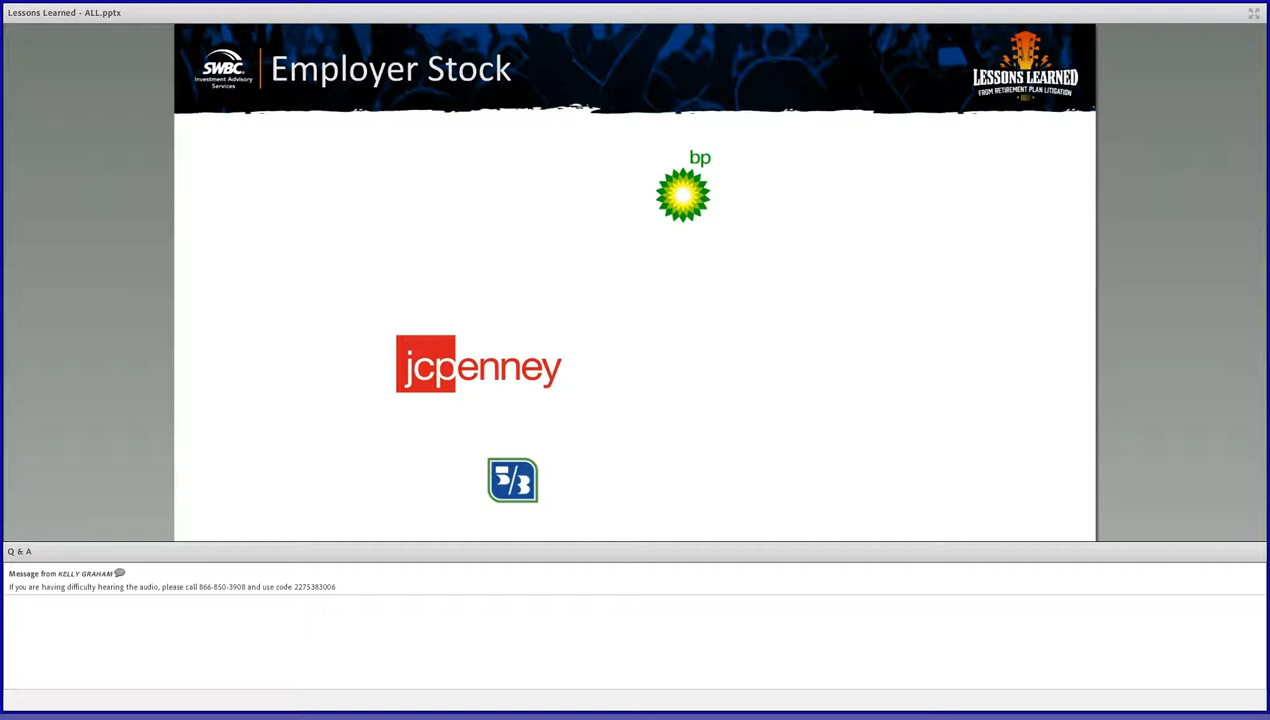 Lessons Learned - ALL.pptx
SWBC
Investment Advisory
Services
Employer Stock
LESSONS LEARNED
FROM RETIREMENT PLAN LITIGATION
bp
jcpenney
5/3
Q & A
Message from KELLY GRAHAM
If you are having difficulty hearing the audio, please call 866-850-3908 and use code 2275383006